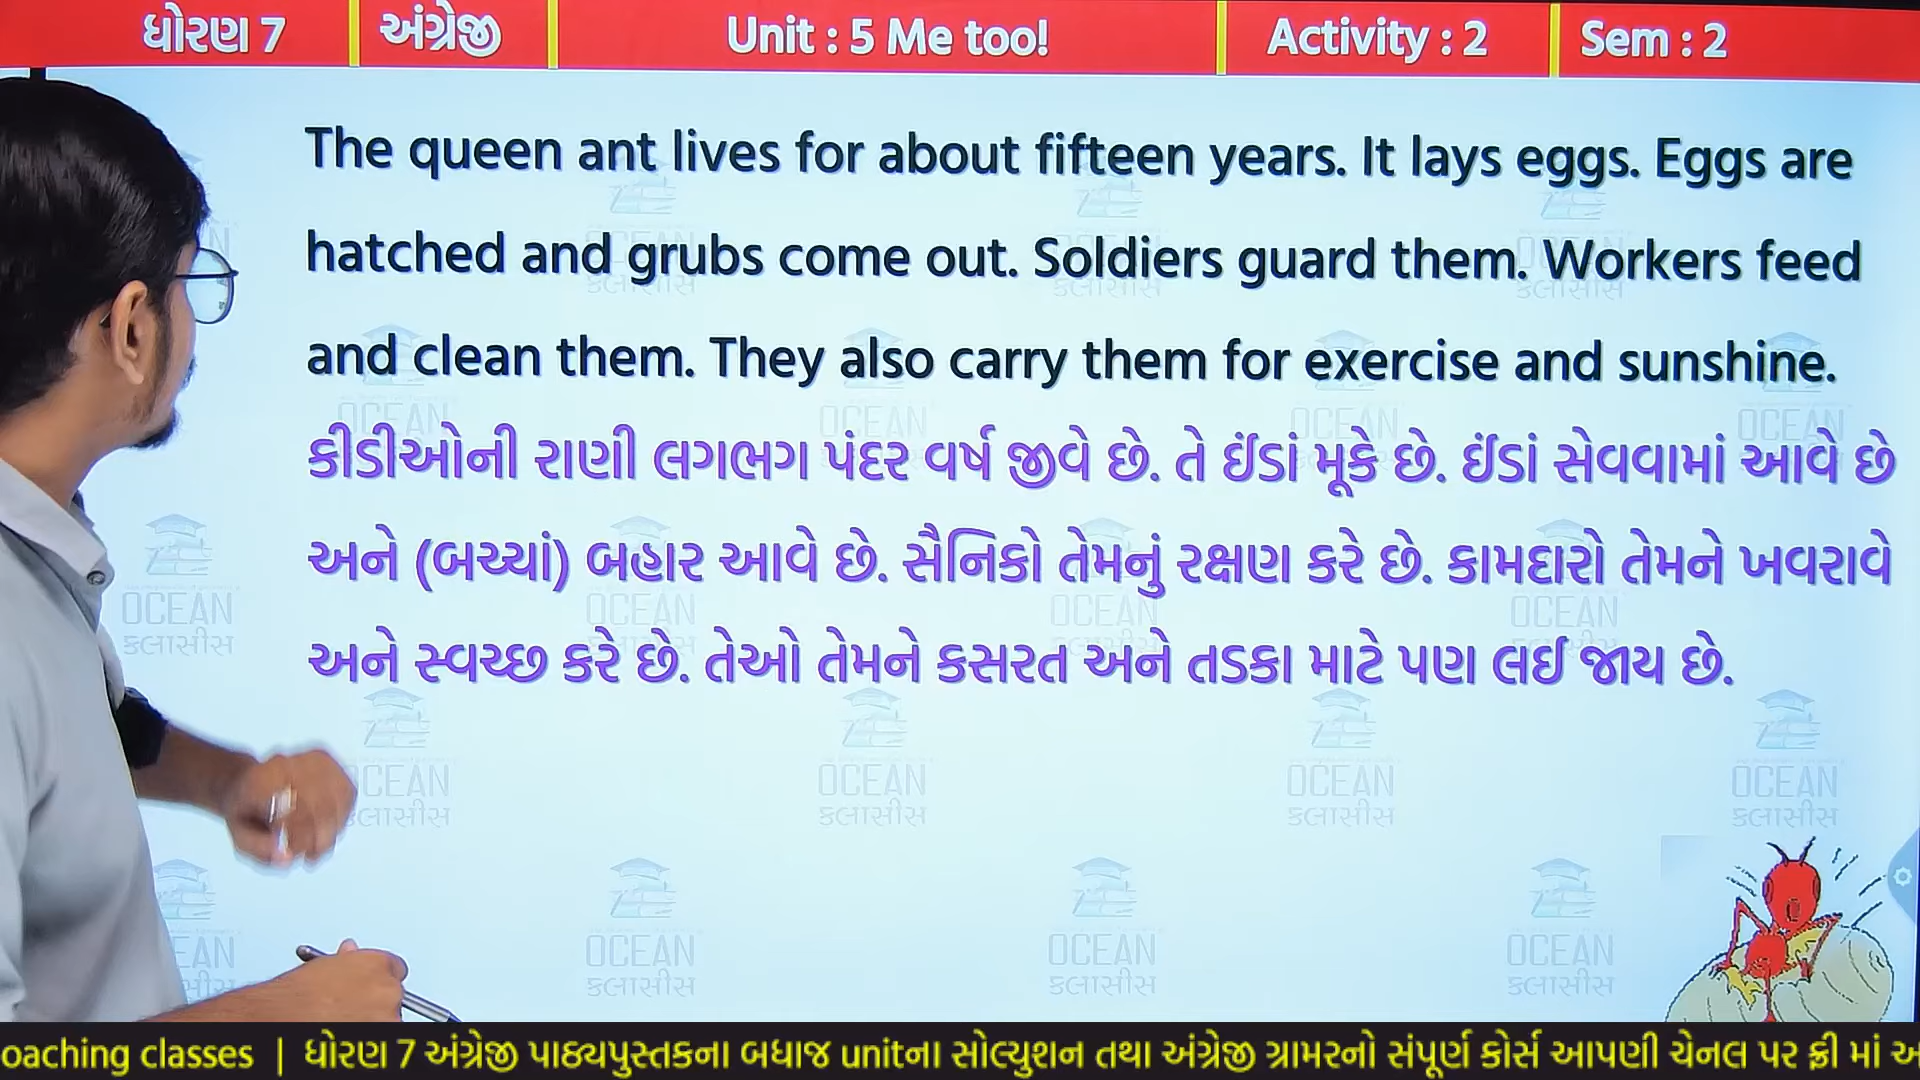 ધોરણ 7 અંગ્રેજી Unit : 5 Me too! Activity : 2 Sem : 2
The queen ant lives for about fifteen years. It lays eggs. Eggs are
hatched and grubs come out. Soldiers guard them. Workers feed
and clean them. They also carry them for exercise and sunshine.
કીડીઓની રાણી લગભગ પંદર વર્ષ જીવે છે. તે ઈંડાં મૂકે છે. ઈંડાં સેવવામાં આવે છે
અને (બચ્ચાં) બહાર આવે છે. સૈનિકો તેમનું રક્ષણ કરે છે. કામદારો તેમને ખવરાવે
અને સ્વચ્છ કરે છે. તેઓ તેમને કસરત અને તડકા માટે પણ લઈ જાય છે.
OCEAN
કલાસીસ
oaching classes | ધોરણ 7 અંગ્રેજી પાઠ્યપુસ્તકના બધાજ unitના સોલ્યુશન તથા અંગ્રેજી ગ્રામરનો સંપૂર્ણ કોર્સ આપણી ચેનલ પર ફ્રી માં